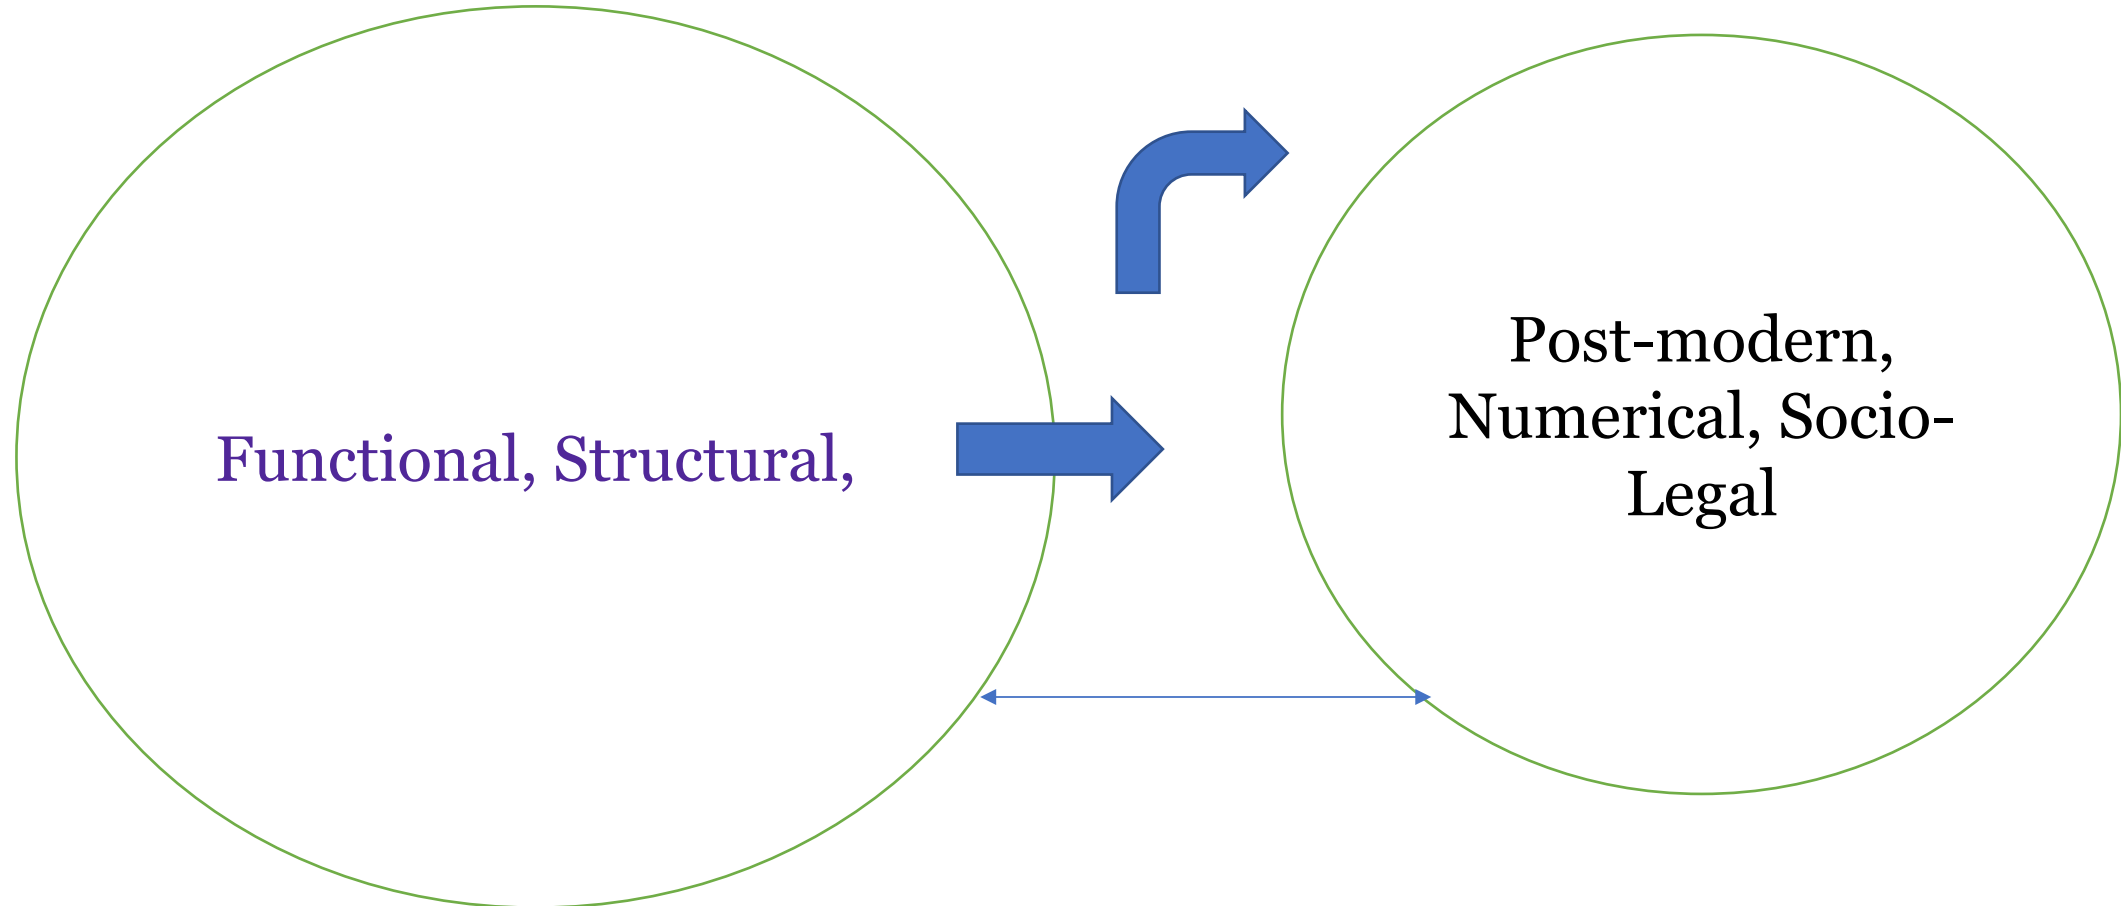 Functional, Structural,
Post-modern,
Numerical, Socio-
Legal